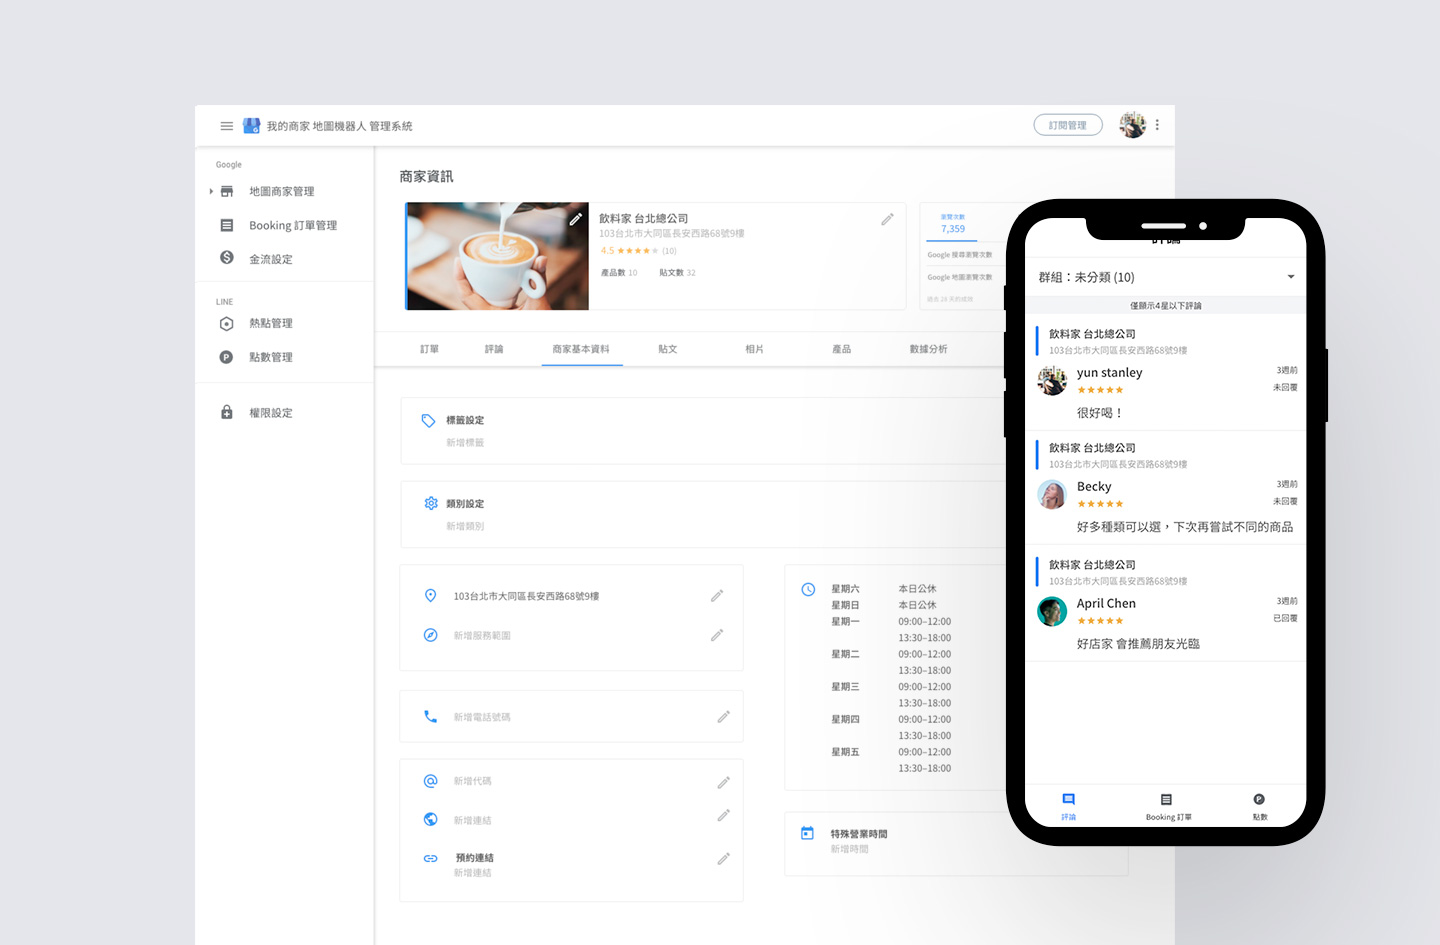 我的商家 地圖機器人 管理系統
訂閱管理
Google
地圖商家管理
Booking 訂單管理
金流設定
LINE
熱點管理
點數管理
權限設定
商家資訊
飲料家 台北總公司
103台北市大同區長安西路68號9樓
4.5 ★★★★★ (10)
產品數 10 貼文數 32
瀏覽次數
7,359
Google 搜尋瀏覽次數
Google 地圖瀏覽次數
過去 28 天的成效
訂單 評論 商家基本資料 貼文 相片 產品 數據分析
標籤設定
新增標籤
類別設定
新增類別
103台北市大同區長安西路68號9樓
新增服務範圍
新增電話號碼
新增代碼
新增連結
預約連結
新增連結
星期六 本日公休
星期日 本日公休
星期一 09:00–12:00
13:30–18:00
星期二 09:00–12:00
13:30–18:00
星期三 09:00–12:00
13:30–18:00
星期四 09:00–12:00
13:30–18:00
星期五 09:00–12:00
13:30–18:00
特殊營業時間
新增時間
群組：未分類 (10)
僅顯示4星以下評論
飲料家 台北總公司
103台北市大同區長安西路68號9樓
yun stanley 3週前
★★★★★ 未回覆
很好喝！
飲料家 台北總公司
103台北市大同區長安西路68號9樓
Becky 3週前
★★★★★ 未回覆
好多種類可以選，下次再嘗試不同的商品
飲料家 台北總公司
103台北市大同區長安西路68號9樓
April Chen 3週前
★★★★★ 已回覆
好店家 會推薦朋友光臨
評論 Booking 訂單 點數